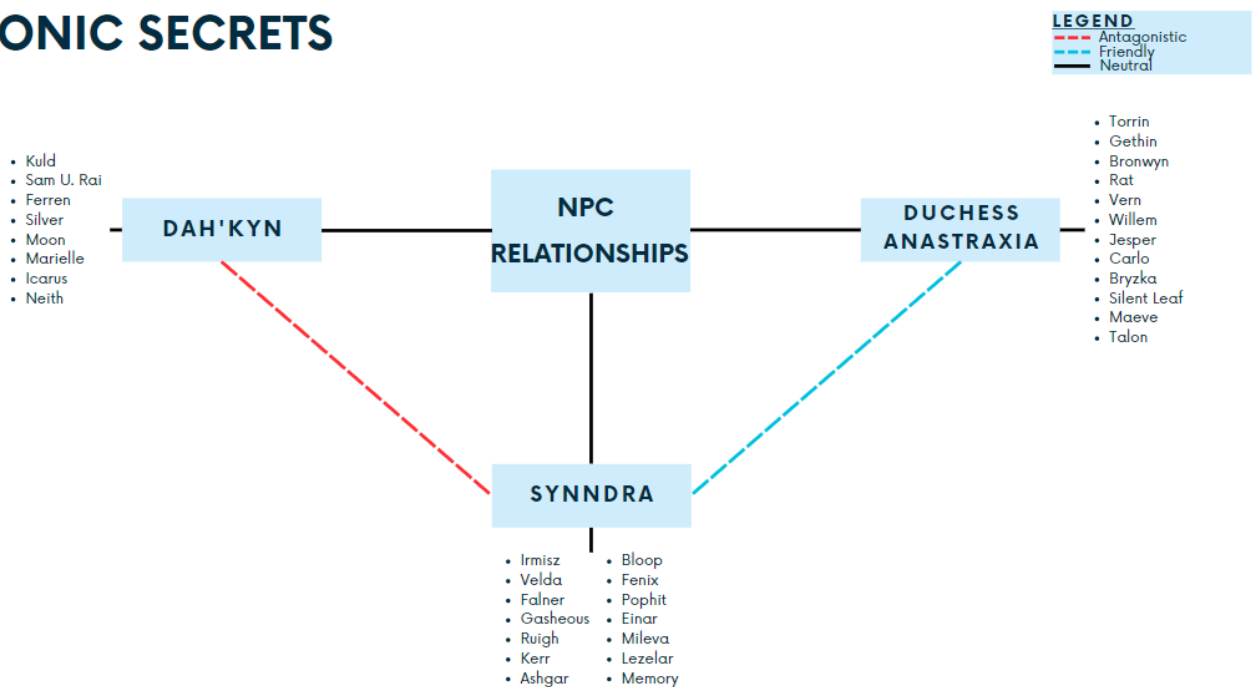 ONIC SECRETS
LEGEND
Antagonistic
Friendly
Neutral
Kuld
Sam U. Rai
Ferren
Silver
Moon
Marielle
Icarus
Neith
DAH'KYN
NPC
RELATIONSHIPS
DUCHESS
ANASTRAXIA
Torrin
Gethin
Bronwyn
Rat
Vern
Willem
Jesper
Carlo
Bryzka
Silent Leaf
Maeve
Talon
SYNNDRA
Irmisz
Velda
Falner
Gasheous
Ruigh
Kerr
Ashgar
Bloop
Fenix
Pophit
Einar
Mileva
Lezelar
Memory